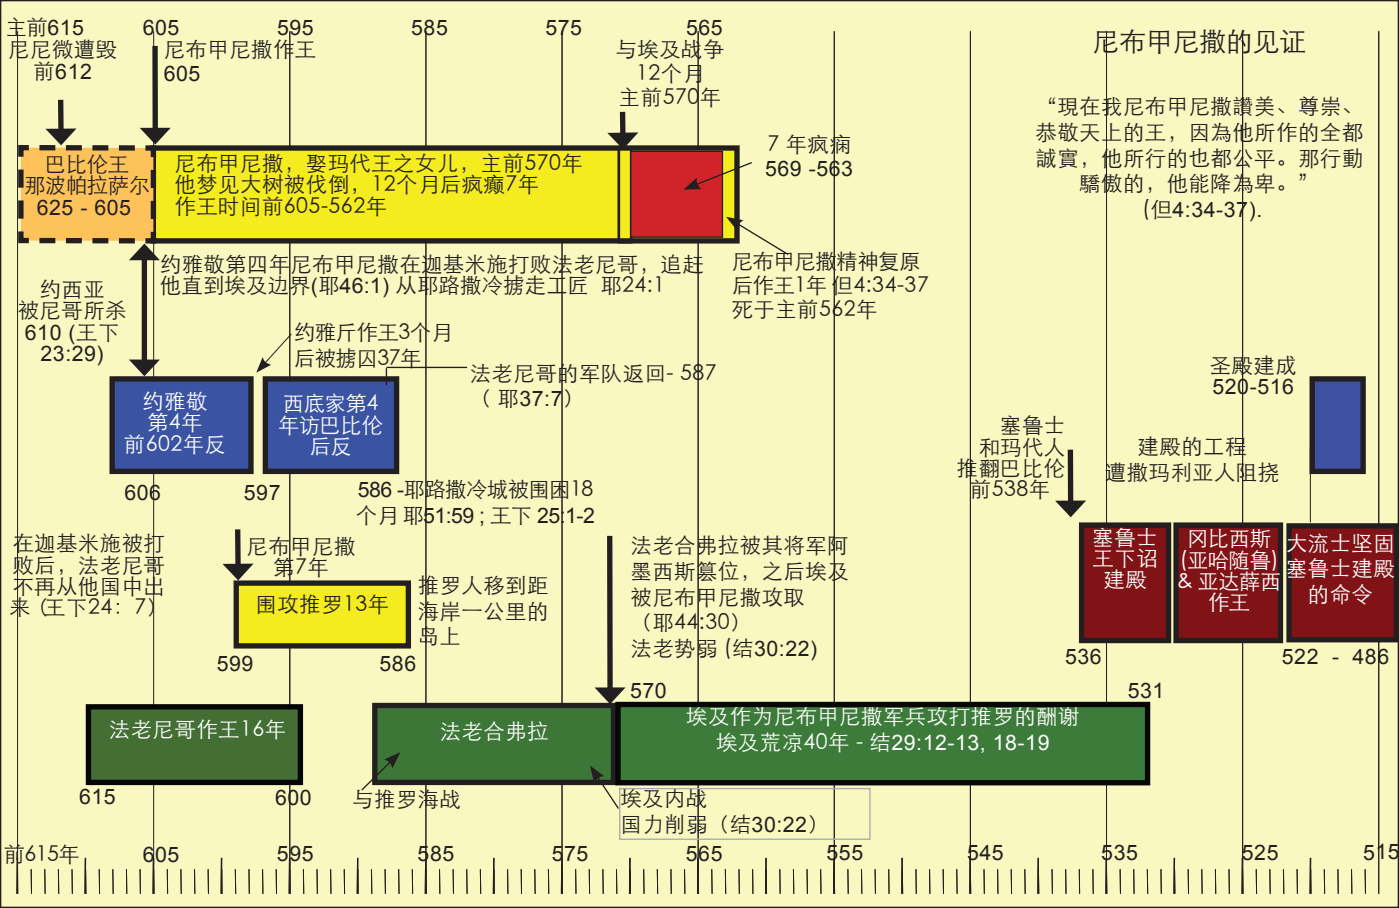 主前615
605
595
585
575
565
尼尼微遭毁
前612
尼布甲尼撒作王
605
与埃及战争
12个月
主前570年
尼布甲尼撒的见证
“現在我尼布甲尼撒讚美、尊崇、
恭敬天上的王，因為他所作的全都
誠實，他所行的也都公平。那行動
驕傲的，他能降為卑。”
(但4:34-37).
巴比伦王
那波帕拉萨尔
625 - 605
尼布甲尼撒，娶玛代王之女儿，主前570年
他梦见大树被伐倒，12个月后疯癫7年
作王时间前605-562年
7 年疯病
569 -563
约雅敬第四年尼布甲尼撒在迦基米施打败法老尼哥，追赶
他直到埃及边界(耶46:1) 从耶路撒冷掳走工匠  耶24:1
尼布甲尼撒精神复原
后作王1年 但4:34-37
死于主前562年
约西亚
被尼哥所杀
610 (王下
23:29)
约雅斤作王3个月
后被掳囚37年
法老尼哥的军队返回- 587
（ 耶37:7）
约雅敬
第4年
前602年反
西底家第4
年访巴比伦
后反
606
597
586 -耶路撒冷城被围困18
个月 耶51:59 ; 王下 25:1-2
圣殿建成
520-516
塞鲁士
和玛代人
推翻巴比伦
前538年
建殿的工程
遭撒玛利亚人阻挠
在迦基米施被打
败后，法老尼哥
不再从他国中出
来（王下24：7）
尼布甲尼撒
第7年
围攻推罗13年
599
586
推罗人移到距
海岸一公里的
岛上
法老合弗拉被其将军阿
墨西斯篡位，之后埃及
被尼布甲尼撒攻取
（耶44:30）
法老势弱 (结30:22)
塞鲁士
王下诏
建殿
冈比西斯
(亚哈随鲁)
& 亚达薛西
作王
大流士坚固
塞鲁士建殿
的命令
536
522  -  486
570
531
法老尼哥作王16年
法老合弗拉
埃及作为尼布甲尼撒军兵攻打推罗的酬谢
埃及荒凉40年 - 结29:12-13, 18-19
615
600
与推罗海战
埃及内战
国力削弱（结30:22）
前615年
605
595
585
575
565
555
545
535
525
515